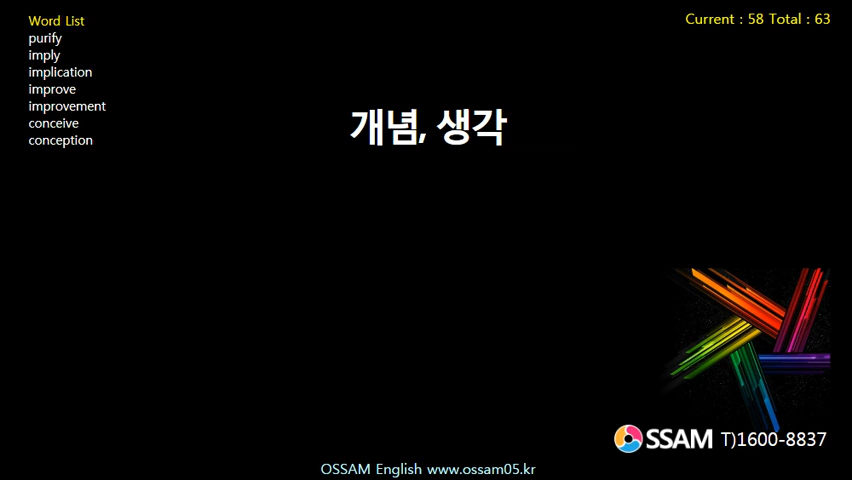 Word List
Current : 58 Total : 63
purify
imply
implication
improve
improvement
conceive
conception
개념, 생각
OSSAM T)1600-8837
OSSAM English www.ossam05.kr